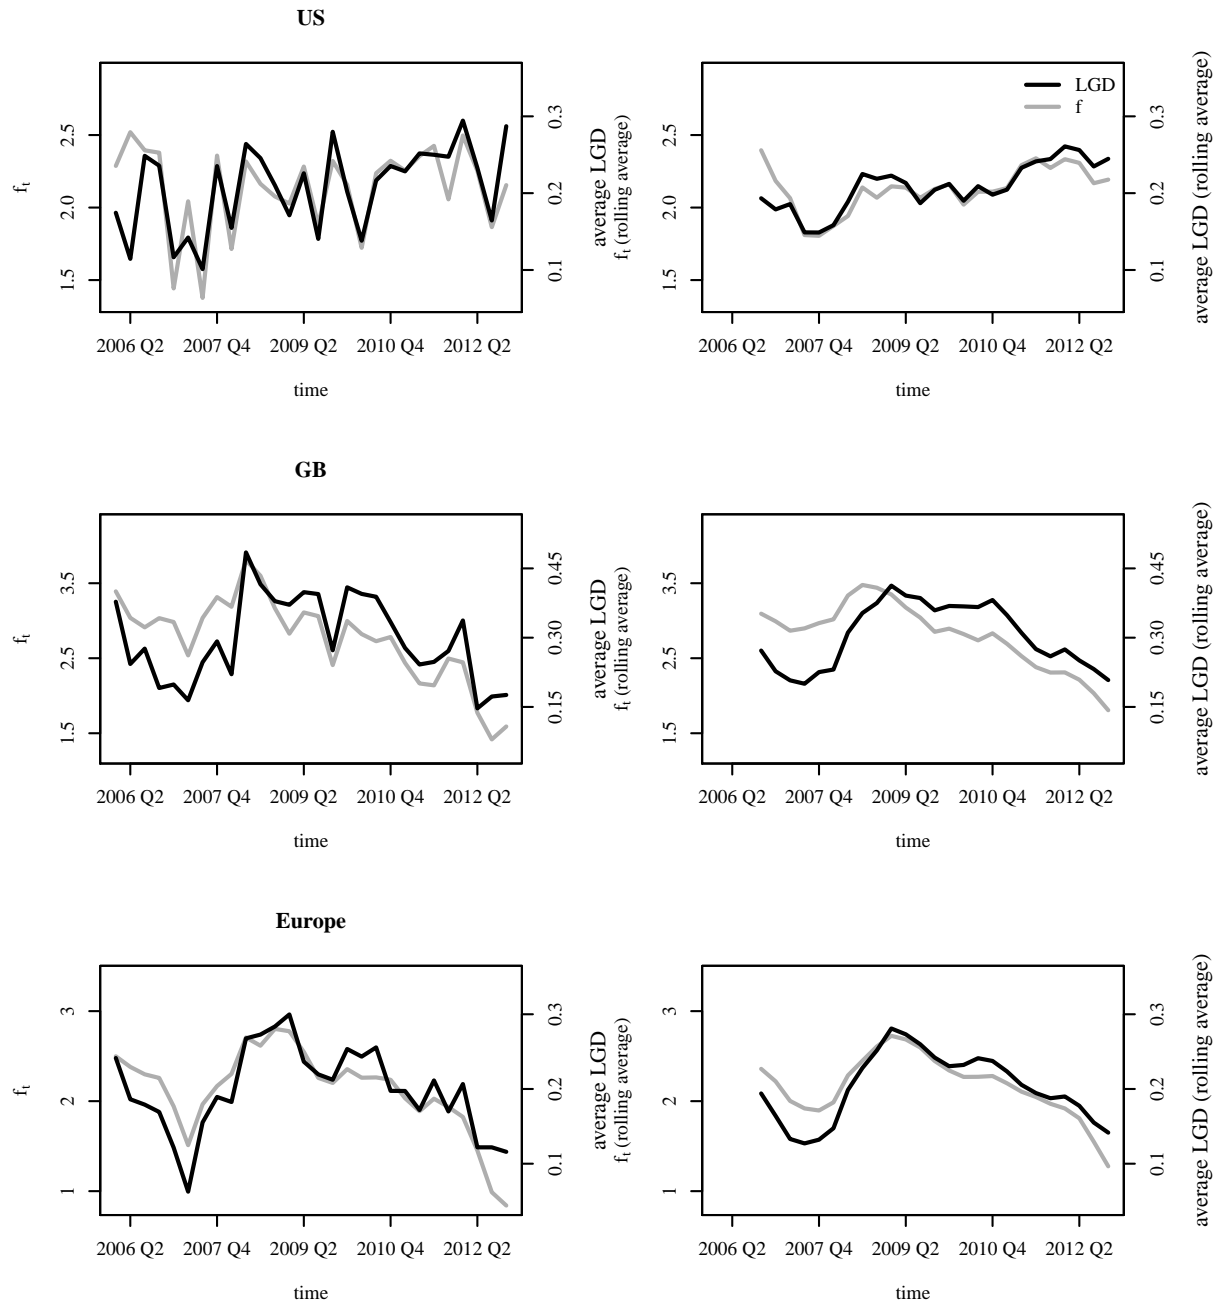 US
f_t
2.5
2.0
1.5
0.3
0.2
0.1
average LGD
2006 Q2 2007 Q4 2009 Q2 2010 Q4 2012 Q2
time
f_t (rolling average)
2.5
2.0
1.5
LGD
f
0.3
0.2
0.1
average LGD (rolling average)
2006 Q2 2007 Q4 2009 Q2 2010 Q4 2012 Q2
time
GB
f_t
3.5
2.5
1.5
0.45
0.30
0.15
average LGD
2006 Q2 2007 Q4 2009 Q2 2010 Q4 2012 Q2
time
f_t (rolling average)
3.5
2.5
1.5
0.45
0.30
0.15
average LGD (rolling average)
2006 Q2 2007 Q4 2009 Q2 2010 Q4 2012 Q2
time
Europe
f_t
3
2
1
0.3
0.2
0.1
average LGD
2006 Q2 2007 Q4 2009 Q2 2010 Q4 2012 Q2
time
f_t (rolling average)
3
2
1
0.3
0.2
0.1
average LGD (rolling average)
2006 Q2 2007 Q4 2009 Q2 2010 Q4 2012 Q2
time